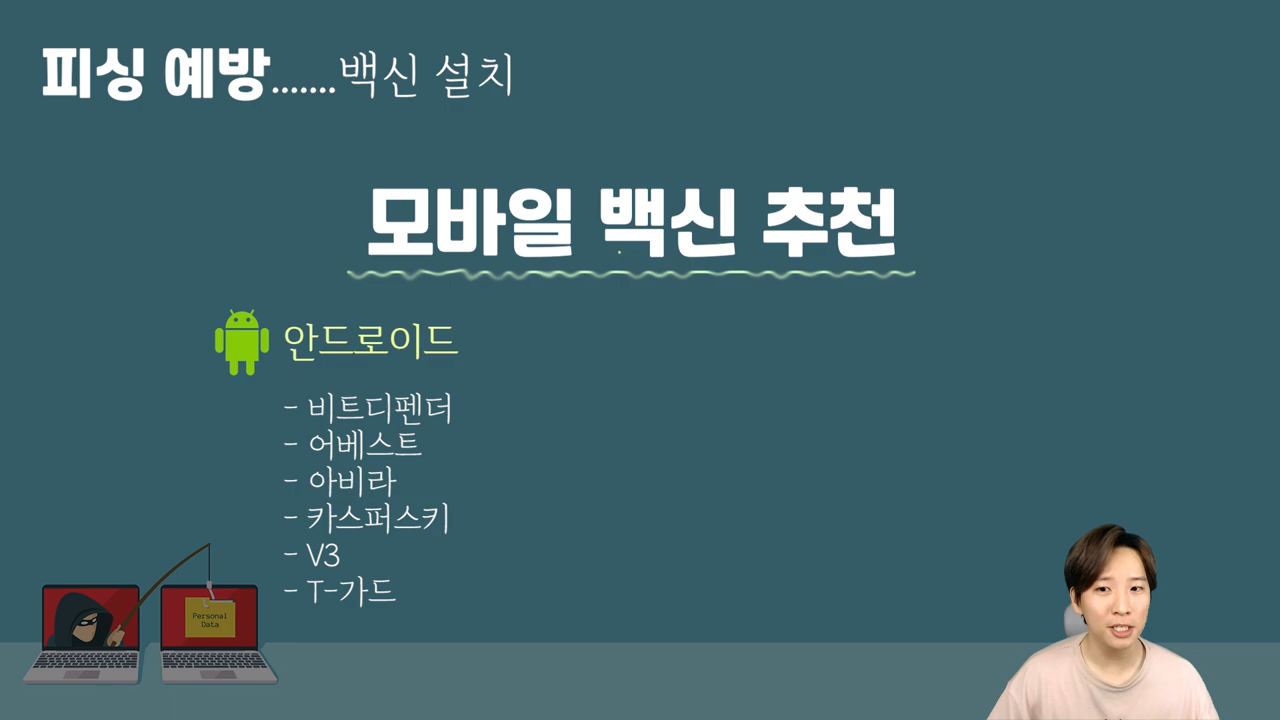 피싱 예방.......백신 설치
모바일 백신 추천
안드로이드
- 비트디펜더
- 어베스트
- 아비라
- 카스퍼스키
- V3
- T-가드
Personal
Data